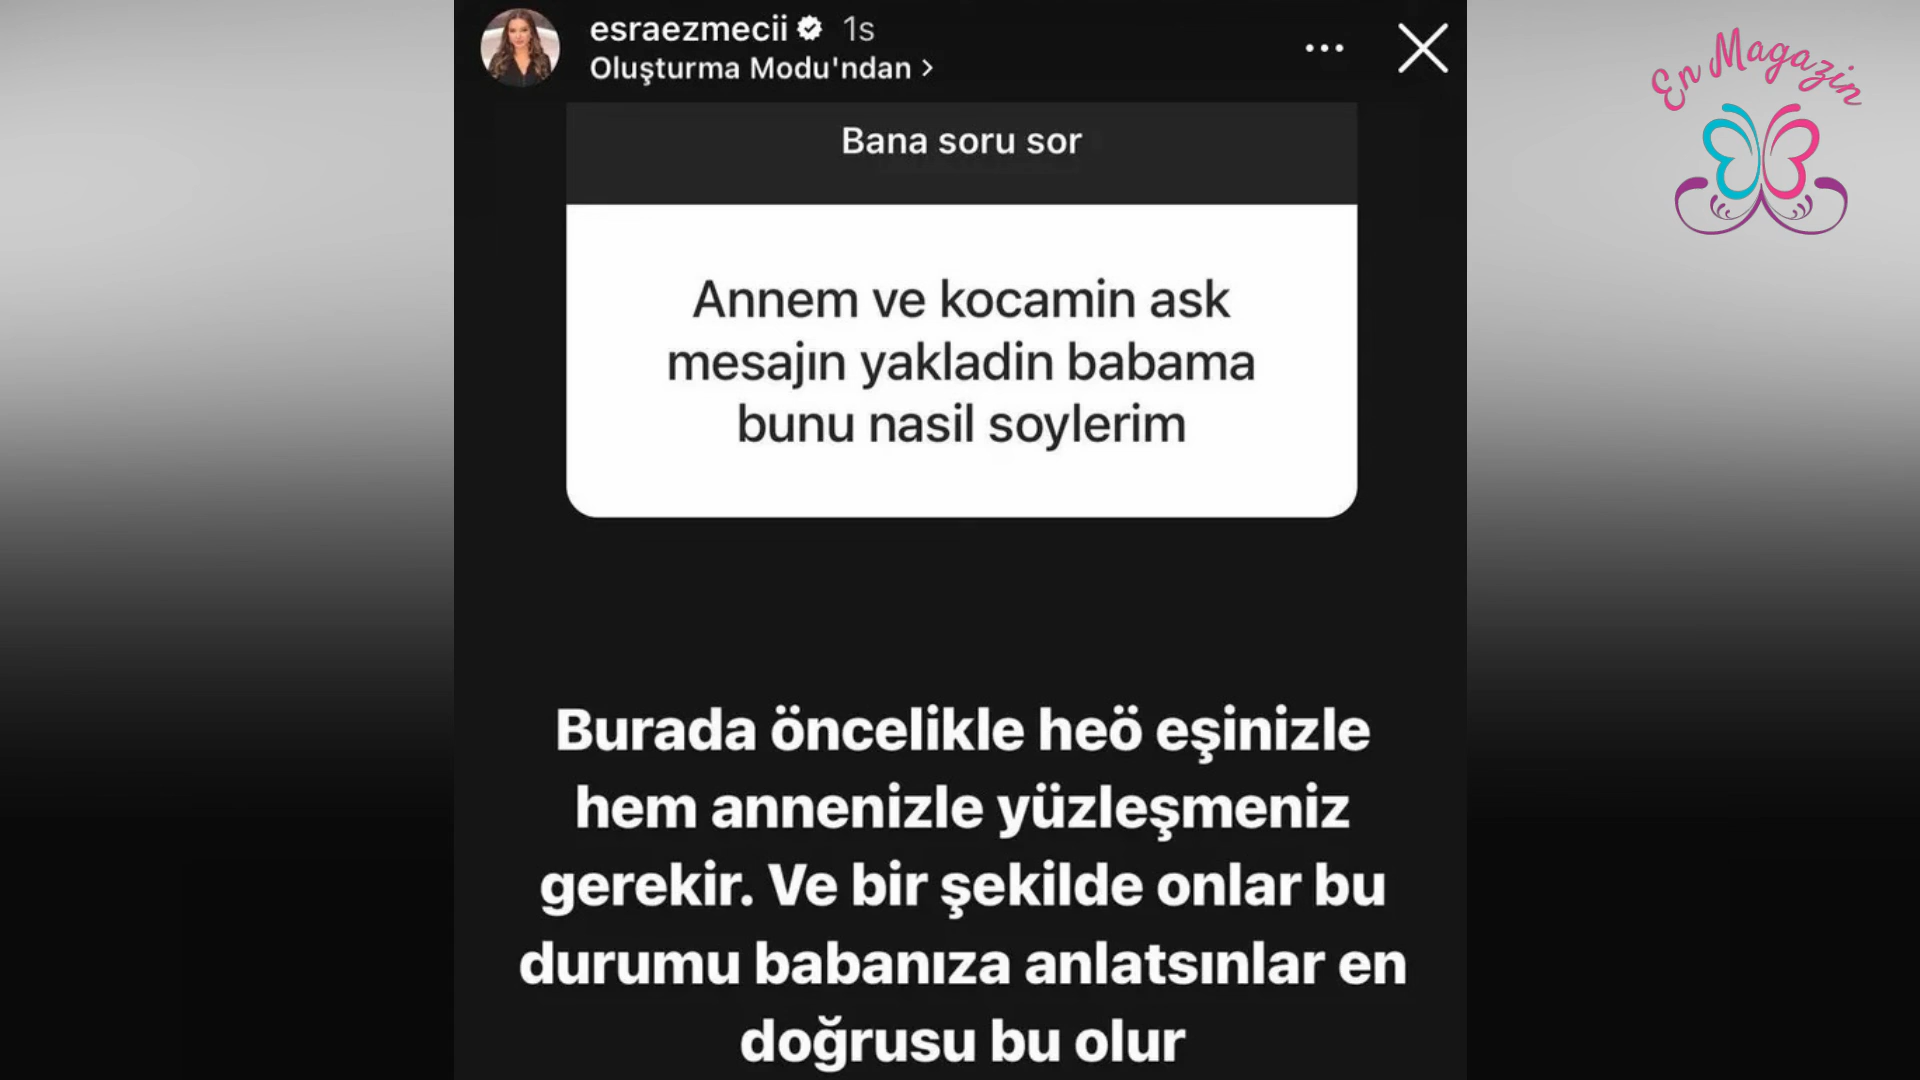 esraezmecii 1s
Oluşturma Modu'ndan >
En Magazin
Bana soru sor
Annem ve kocamin ask
mesajın yakladin babama
bunu nasil soylerim
Burada öncelikle heö eşinizle
hem annenizle yüzleşmeniz
gerekir. Ve bir şekilde onlar bu
durumu babanıza anlatsınlar en
doğrusu bu olur